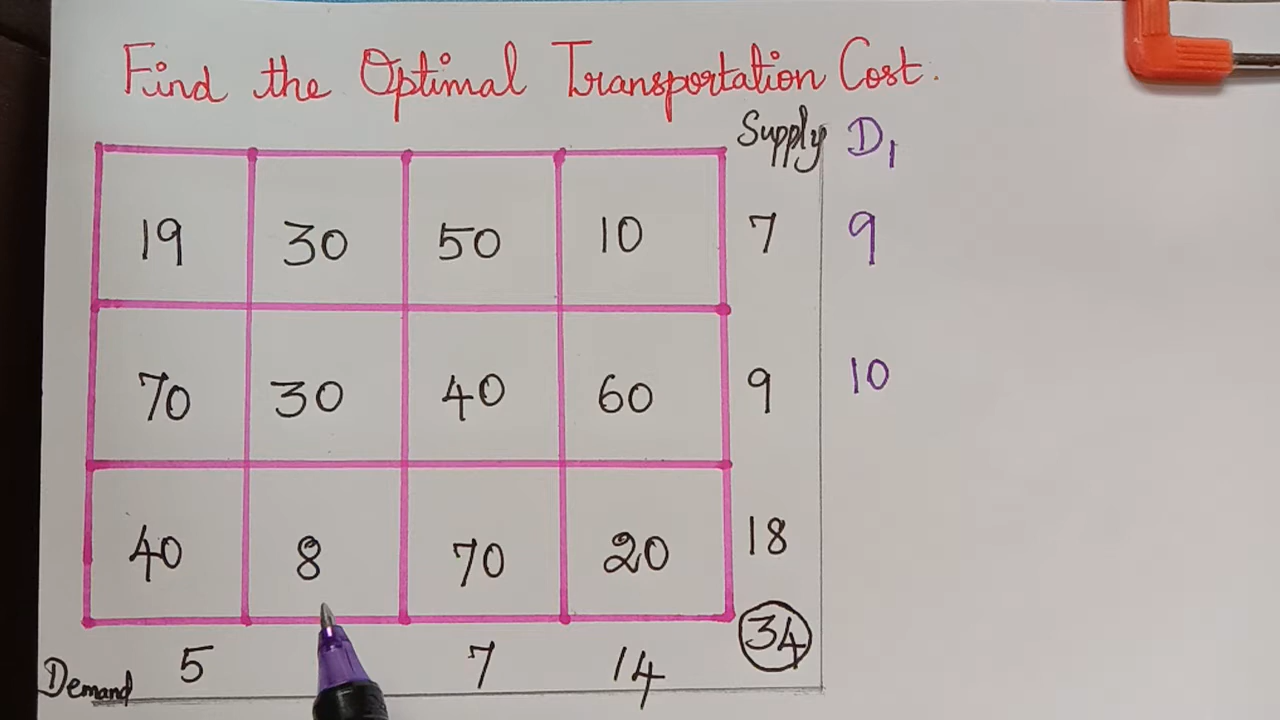 Find the Optimal Transportation Cost.
Supply D1
19 30 50 10 7 9
70 30 40 60 9 10
40 8 70 20 18
34
Demand 5 7 14